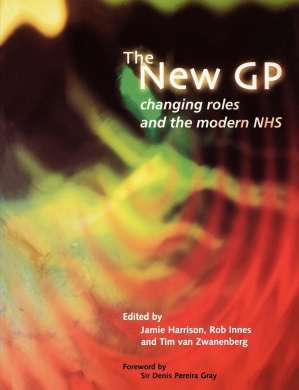 The
New GP
changing roles
and the modern NHS
Edited by
Jamie Harrison, Rob Innes
and Tim van Zwanenberg
Foreword by
Sir Denis Pereira Gray